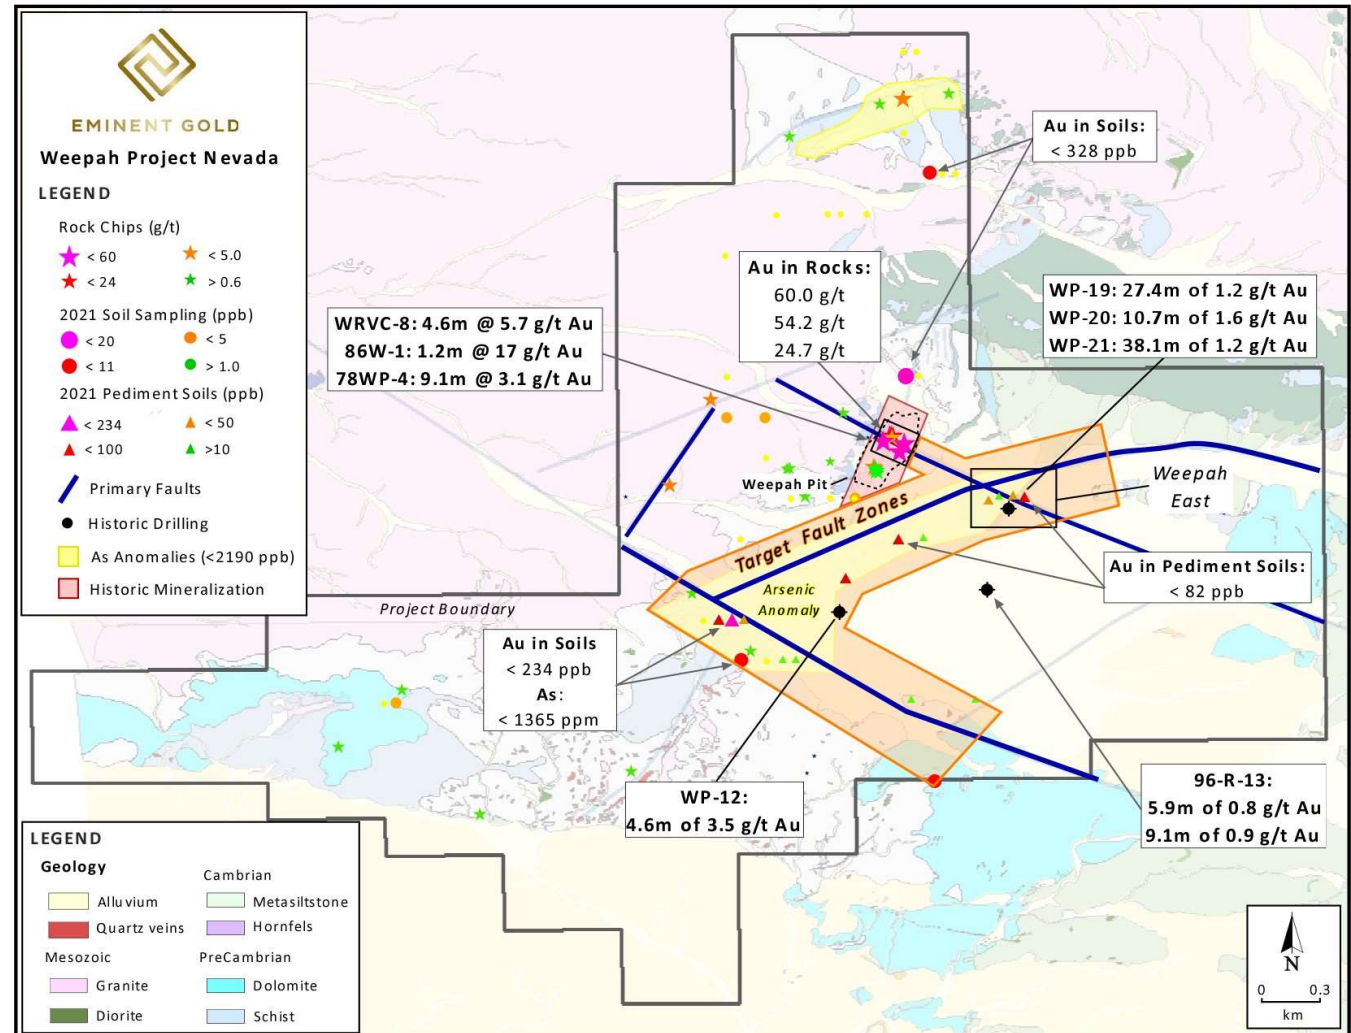 EMINENT GOLD
Weepah Project Nevada
LEGEND
Rock Chips (g/t)
< 60
< 5.0
< 24
> 0.6
2021 Soil Sampling (ppb)
< 20
< 5
< 11
> 1.0
2021 Pediment Soils (ppb)
< 234
< 50
< 100
>10
Primary Faults
Historic Drilling
As Anomalies (<2190 ppb)
Historic Mineralization
Au in Soils:
< 328 ppb
Au in Rocks:
60.0 g/t
54.2 g/t
24.7 g/t
WP-19: 27.4m of 1.2 g/t Au
WP-20: 10.7m of 1.6 g/t Au
WP-21: 38.1m of 1.2 g/t Au
WRVC-8: 4.6m @ 5.7 g/t Au
86W-1: 1.2m @ 17 g/t Au
78WP-4: 9.1m @ 3.1 g/t Au
Weepah Pit
Weepah
East
Target Fault Zones
Au in Pediment Soils:
< 82 ppb
Arsenic
Anomaly
Project Boundary
Au in Soils
< 234 ppb
As:
< 1365 ppm
WP-12:
4.6m of 3.5 g/t Au
96-R-13:
5.9m of 0.8 g/t Au
9.1m of 0.9 g/t Au
LEGEND
Geology
Alluvium
Quartz veins
Mesozoic
Granite
Diorite
Cambrian
Metasiltstone
Hornfels
PreCambrian
Dolomite
Schist
N
0 0.3
km